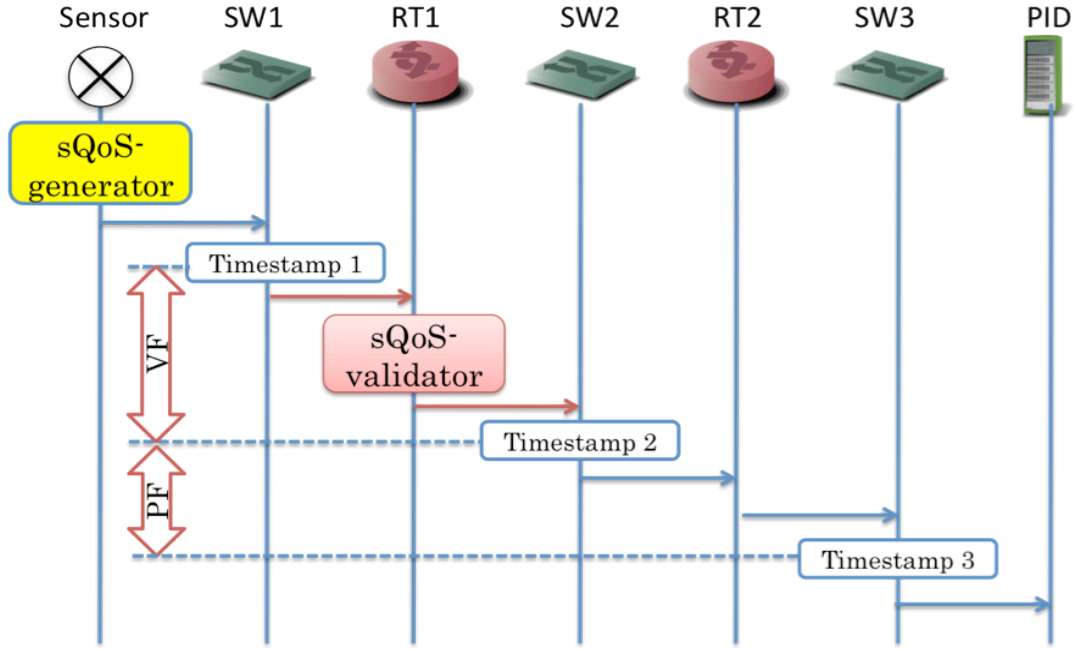 Sensor SW1 RT1 SW2 RT2 SW3 PID
sQoS-
generator
Timestamp 1
sQoS-
validator
VF
Timestamp 2
PF
Timestamp 3